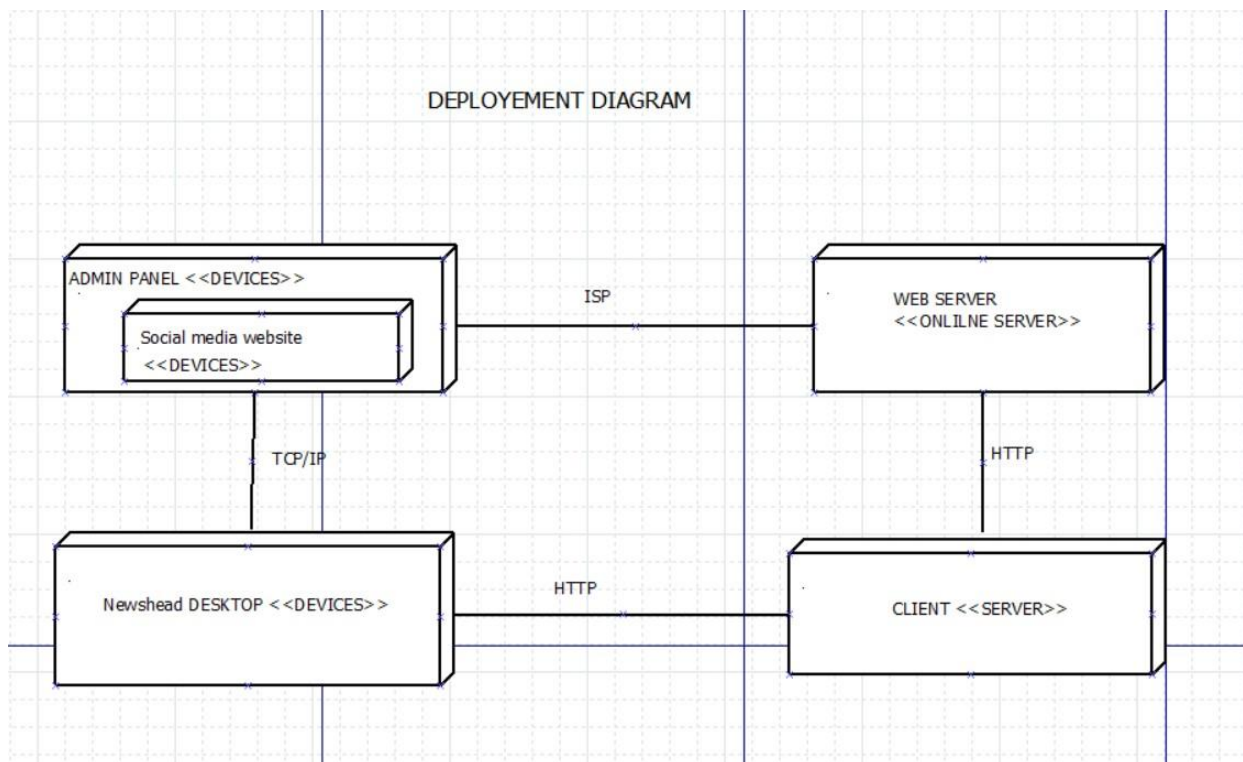 DEPLOYEMENT DIAGRAM
ADMIN PANEL <<DEVICES>>
Social media website
<<DEVICES>>
ISP
WEB SERVER
<<ONLILNE SERVER>>
TCP/IP
HTTP
Newshead DESKTOP <<DEVICES>>
HTTP
CLIENT <<SERVER>>